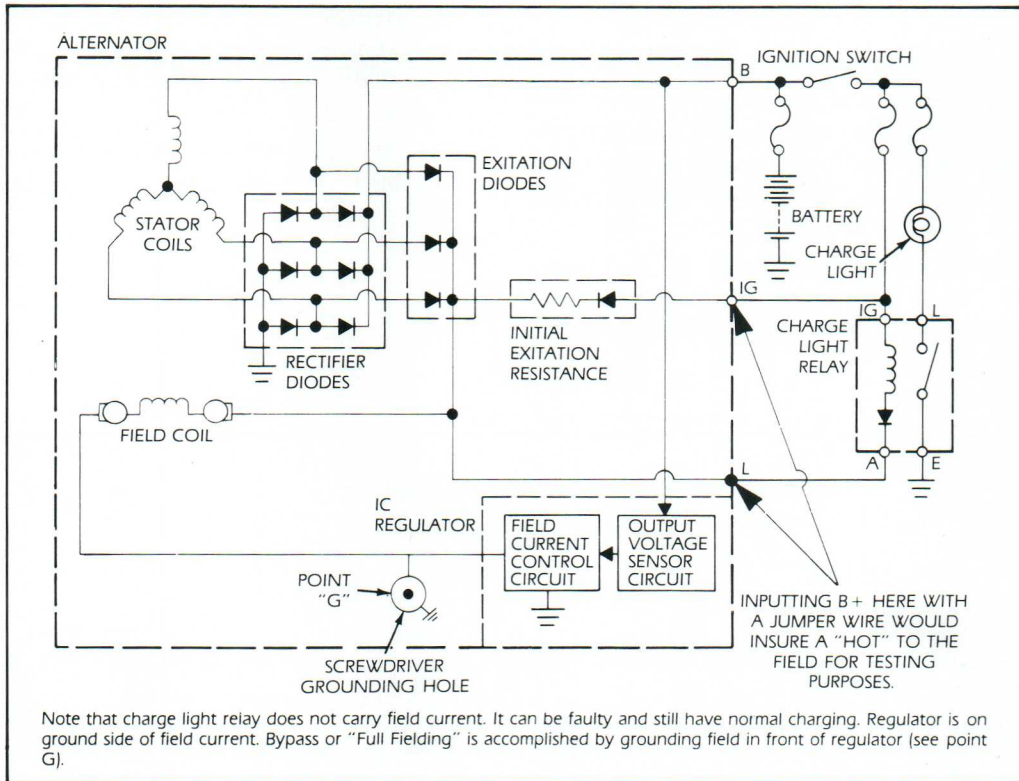 ALTERNATOR
B
IGNITION SWITCH
EXITATION
DIODES
STATOR
COILS
BATTERY
CHARGE
LIGHT
IG
IG
L
CHARGE
LIGHT
RELAY
INITIAL
EXITATION
RESISTANCE
RECTIFIER
DIODES
FIELD COIL
A
E
L
IC
REGULATOR
FIELD
CURRENT
CONTROL
CIRCUIT
OUTPUT
VOLTAGE
SENSOR
CIRCUIT
POINT
"G"
SCREWDRIVER
GROUNDING HOLE
INPUTTING B+ HERE WITH
A JUMPER WIRE WOULD
INSURE A "HOT" TO THE
FIELD FOR TESTING
PURPOSES.
Note that charge light relay does not carry field current. It can be faulty and still have normal charging. Regulator is on
ground side of field current. Bypass or "Full Fielding" is accomplished by grounding field in front of regulator (see point
G).